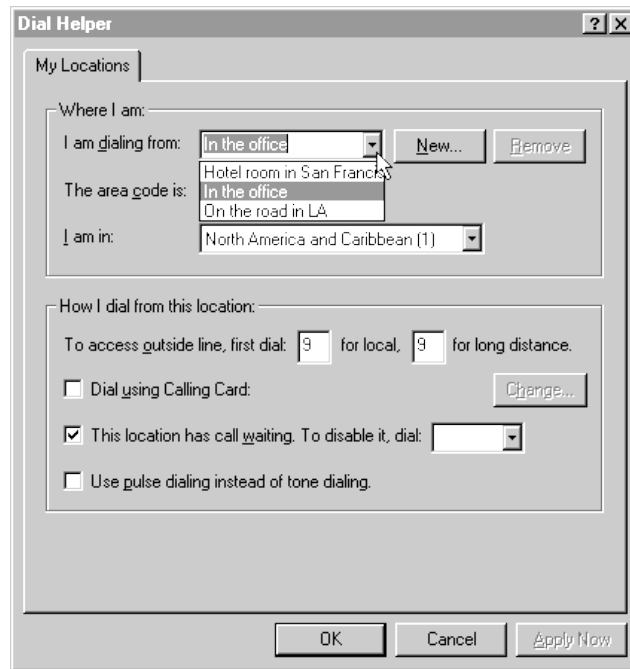 Dial Helper
My Locations
Where I am:
I am dialing from: In the office New... Remove
Hotel room in San Francis
The area code is: In the office
On the road in LA
I am in: North America and Caribbean (1)
How I dial from this location:
To access outside line, first dial: 9 for local, 9 for long distance.
Dial using Calling Card: Change...
This location has call waiting. To disable it, dial:
Use pulse dialing instead of tone dialing.
OK Cancel Apply Now